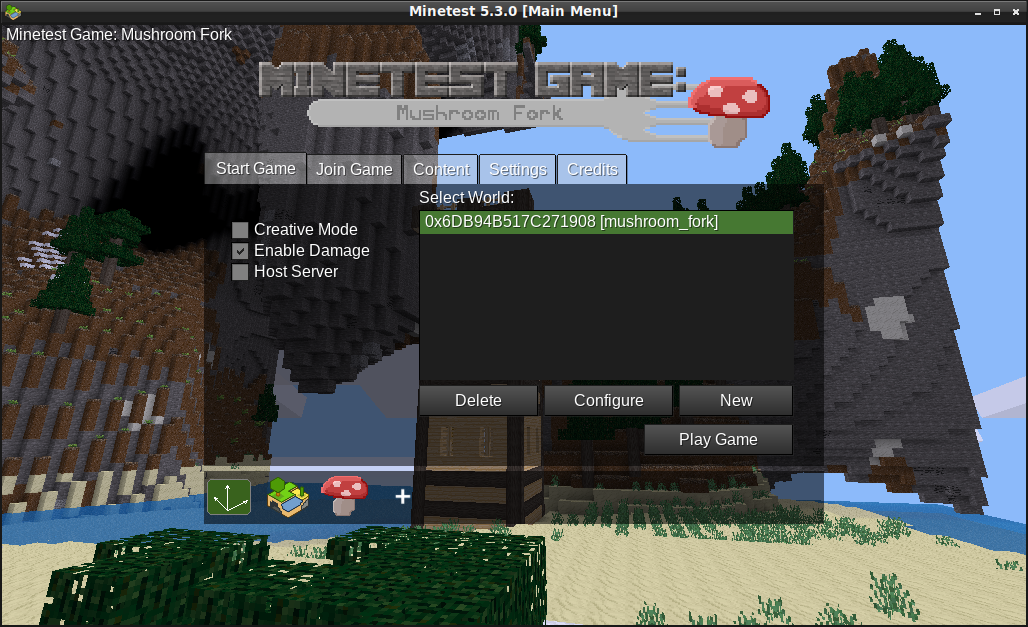 Minetest 5.3.0 [Main Menu]
Minetest Game: Mushroom Fork
MINETEST GAME:
Mushroom Fork
Start Game
Join Game
Content
Settings
Credits
Select World:
0x6DB94B517C271908 [mushroom_fork]
Creative Mode
Enable Damage
Host Server
Delete
Configure
New
Play Game
+